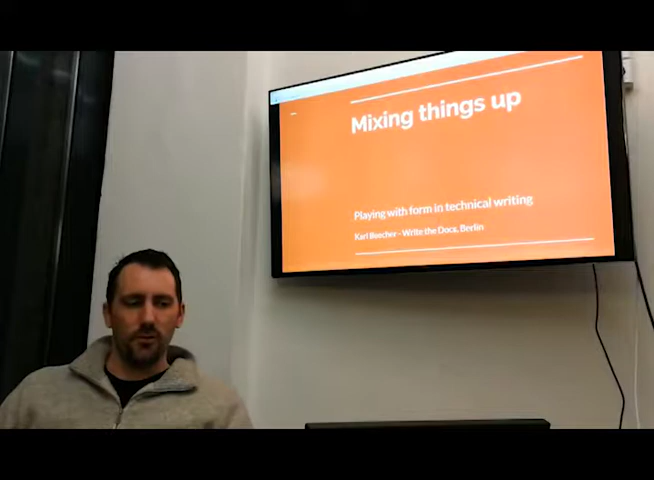 Mixing things up
Playing with form in technical writing
Karl Beecher - Write the Docs, Berlin